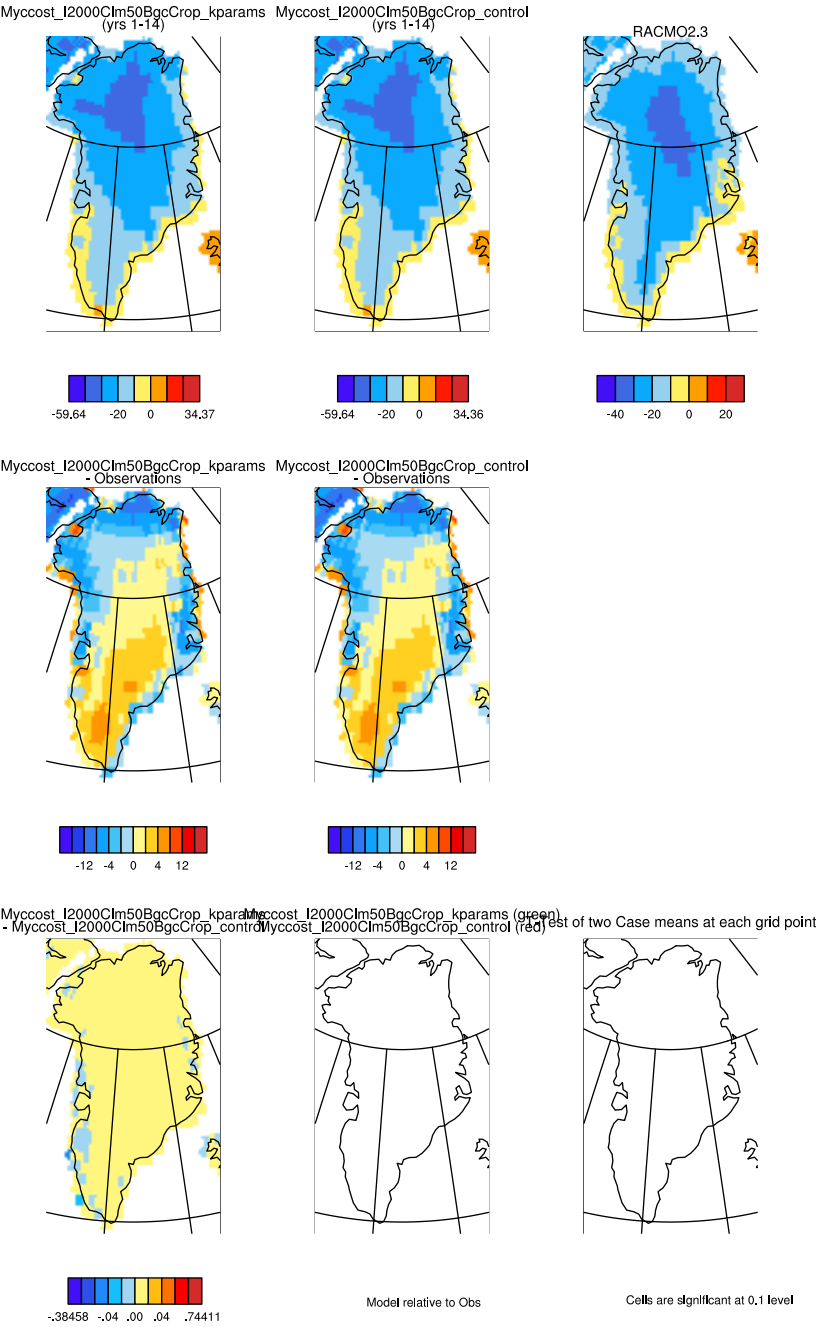 Myccost_I2000Clm50BgcCrop_kparams
(yrs 1-14)
Myccost_I2000Clm50BgcCrop_control
(yrs 1-14)
RACMO2.3
-59.64 -20 0 34.37
-59.64 -20 0 34.36
-40 -20 0 20
Myccost_I2000Clm50BgcCrop_kparams
- Observations
Myccost_I2000Clm50BgcCrop_control
- Observations
-12 -4 0 4 12
-12 -4 0 4 12
Myccost_I2000Clm50BgcCrop_kparams
- Myccost_I2000Clm50BgcCrop_control
Myccost_I2000Clm50BgcCrop_kparams (green)
Myccost_I2000Clm50BgcCrop_control (red)
T-Test of two Case means at each grid point
-.38458 -.04 .00 .04 .74411
Model relative to Obs
Cells are significant at 0.1 level